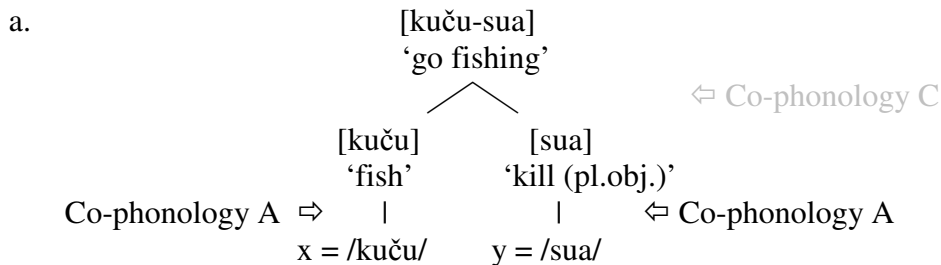 a. [kuču-sua]
‘go fishing’
⇦ Co-phonology C
[kuču] [sua]
‘fish’ ‘kill (pl.obj.)’
Co-phonology A ⇨ | | ⇦ Co-phonology A
x = /kuču/ y = /sua/